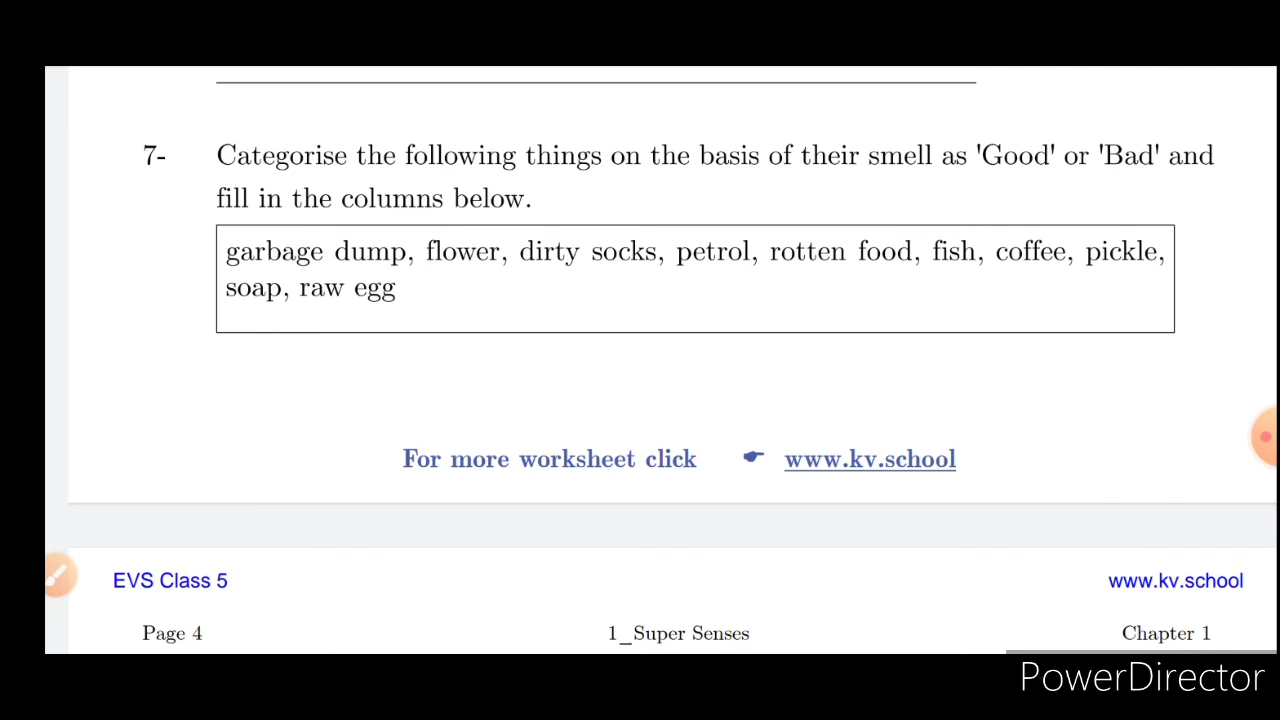 7- Categorise the following things on the basis of their smell as 'Good' or 'Bad' and
fill in the columns below.
garbage dump, flower, dirty socks, petrol, rotten food, fish, coffee, pickle,
soap, raw egg
For more worksheet click ☛ www.kv.school
EVS Class 5 www.kv.school
Page 4 1_Super Senses Chapter 1
PowerDirector